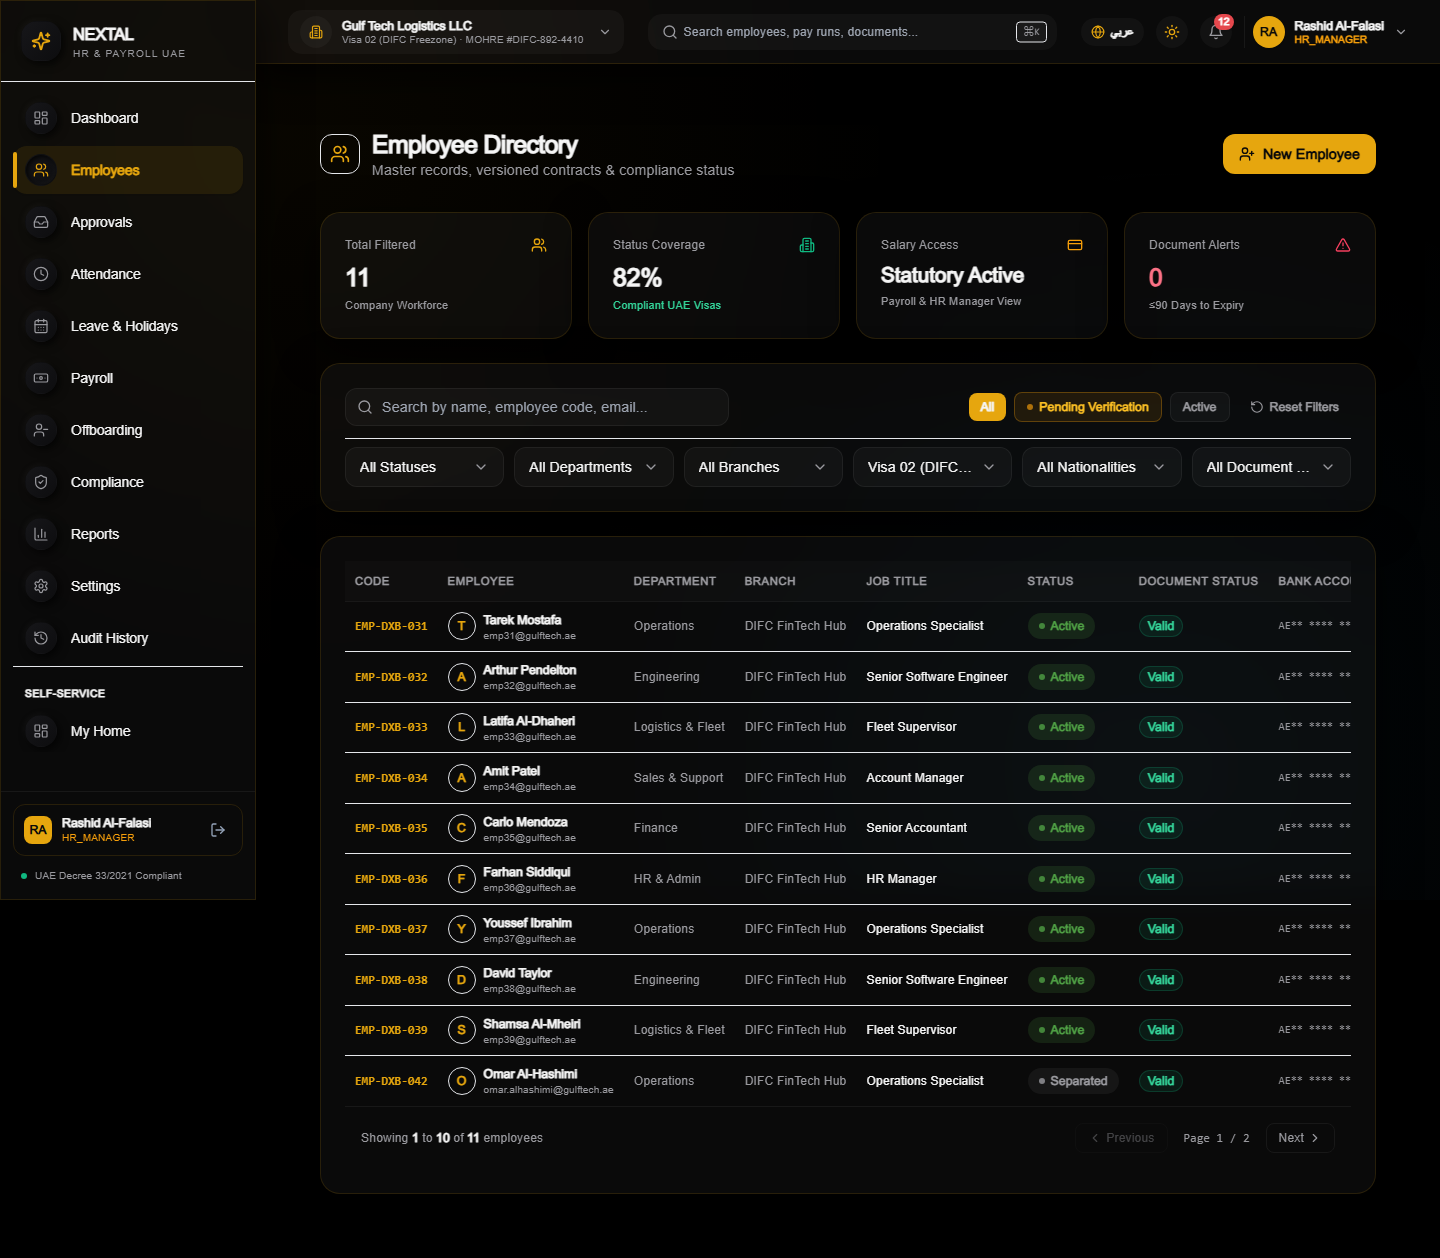 NEXTAL
HR & PAYROLL UAE
Gulf Tech Logistics LLC
Visa 02 (DIFC Freezone) · MOHRE #DIFC-892-4410
Search employees, pay runs, documents...
⌘K
عربي
12
RA
Rashid Al-Falasi
HR_MANAGER
Dashboard
Employees
Approvals
Attendance
Leave & Holidays
Payroll
Offboarding
Compliance
Reports
Settings
Audit History
SELF-SERVICE
My Home
RA
Rashid Al-Falasi
HR_MANAGER
UAE Decree 33/2021 Compliant
Employee Directory
Master records, versioned contracts & compliance status
New Employee
Total Filtered
11
Company Workforce
Status Coverage
82%
Compliant UAE Visas
Salary Access
Statutory Active
Payroll & HR Manager View
Document Alerts
0
≤90 Days to Expiry
Search by name, employee code, email...
All
Pending Verification
Active
Reset Filters
All Statuses
All Departments
All Branches
Visa 02 (DIFC...
All Nationalities
All Document ...
CODE EMPLOYEE DEPARTMENT BRANCH JOB TITLE STATUS DOCUMENT STATUS BANK ACCOU
EMP-DXB-031 T Tarek Mostafa Operations DIFC FinTech Hub Operations Specialist Active Valid AE** **** **
emp31@gulftech.ae
EMP-DXB-032 A Arthur Pendelton Engineering DIFC FinTech Hub Senior Software Engineer Active Valid AE** **** **
emp32@gulftech.ae
EMP-DXB-033 L Latifa Al-Dhaheri Logistics & Fleet DIFC FinTech Hub Fleet Supervisor Active Valid AE** **** **
emp33@gulftech.ae
EMP-DXB-034 A Amit Patel Sales & Support DIFC FinTech Hub Account Manager Active Valid AE** **** **
emp34@gulftech.ae
EMP-DXB-035 C Carlo Mendoza Finance DIFC FinTech Hub Senior Accountant Active Valid AE** **** **
emp35@gulftech.ae
EMP-DXB-036 F Farhan Siddiqui HR & Admin DIFC FinTech Hub HR Manager Active Valid AE** **** **
emp36@gulftech.ae
EMP-DXB-037 Y Youssef Ibrahim Operations DIFC FinTech Hub Operations Specialist Active Valid AE** **** **
emp37@gulftech.ae
EMP-DXB-038 D David Taylor Engineering DIFC FinTech Hub Senior Software Engineer Active Valid AE** **** **
emp38@gulftech.ae
EMP-DXB-039 S Shamsa Al-Mheiri Logistics & Fleet DIFC FinTech Hub Fleet Supervisor Active Valid AE** **** **
emp39@gulftech.ae
EMP-DXB-042 O Omar Al-Hashimi Operations DIFC FinTech Hub Operations Specialist Separated Valid AE** **** **
omar.alhashimi@gulftech.ae
Showing 1 to 10 of 11 employees
Previous
Page 1 / 2
Next